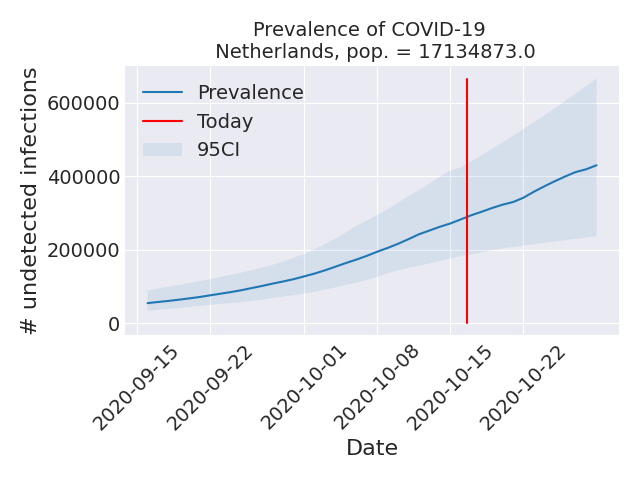 Prevalence of COVID-19
Netherlands, pop. = 17134873.0
# undetected infections
600000
400000
200000
0
Prevalence
Today
95CI
2020-09-15
2020-09-22
2020-10-01
2020-10-08
2020-10-15
2020-10-22
Date